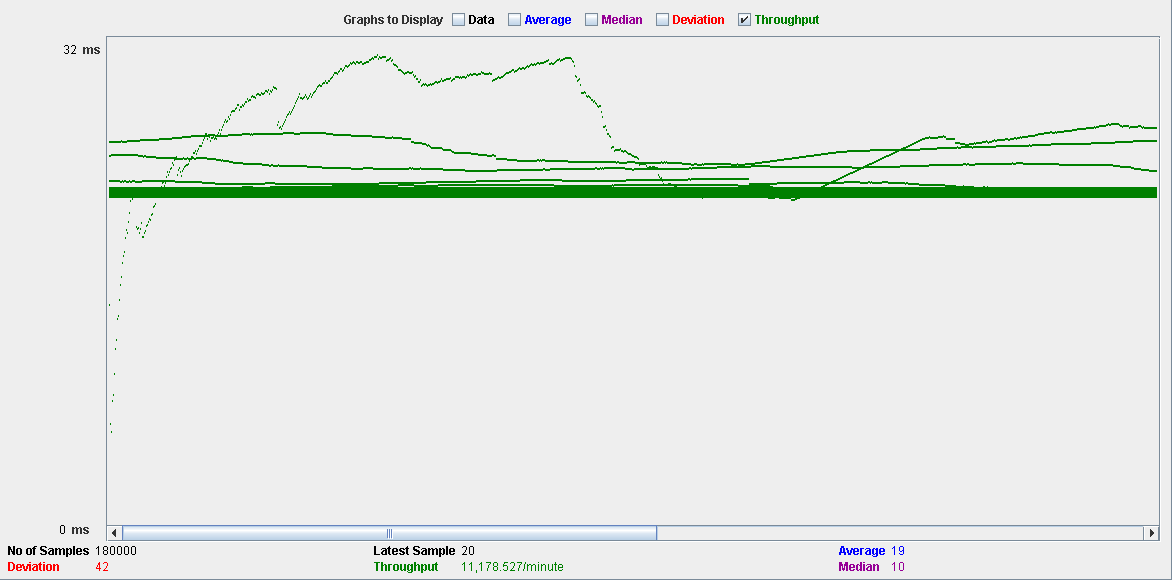 Graphs to Display Data Average Median Deviation Throughput
32 ms
0 ms
No of Samples 180000 Latest Sample 20 Average 19
Deviation 42 Throughput 11,178.527/minute Median 10